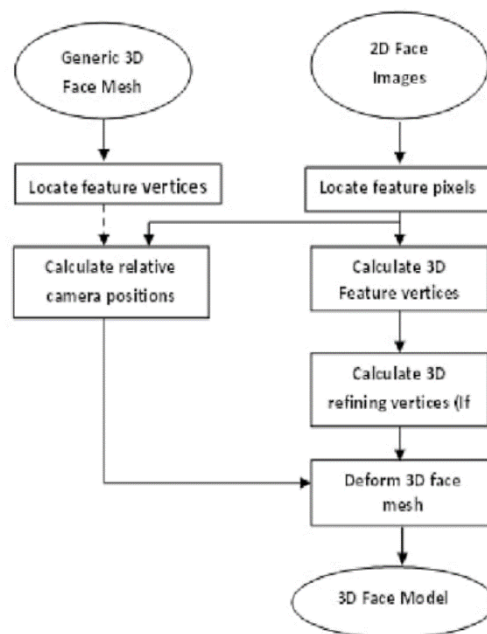 Generic 3D
Face Mesh
2D Face
Images
Locate feature vertices
Locate feature pixels
Calculate relative
camera positions
Calculate 3D
Feature vertices
Calculate 3D
refining vertices (If
Deform 3D face
mesh
3D Face Model